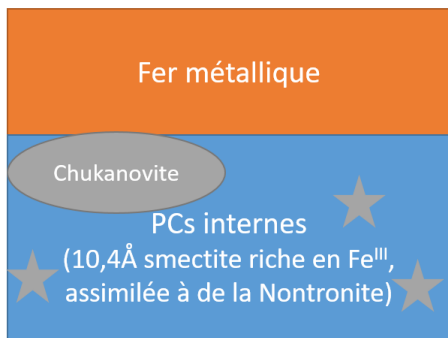 Fer métallique
Chukanovite
PCs internes
(10,4Å smectite riche en Feᴵᴵᴵ,
assimilée à de la Nontronite)